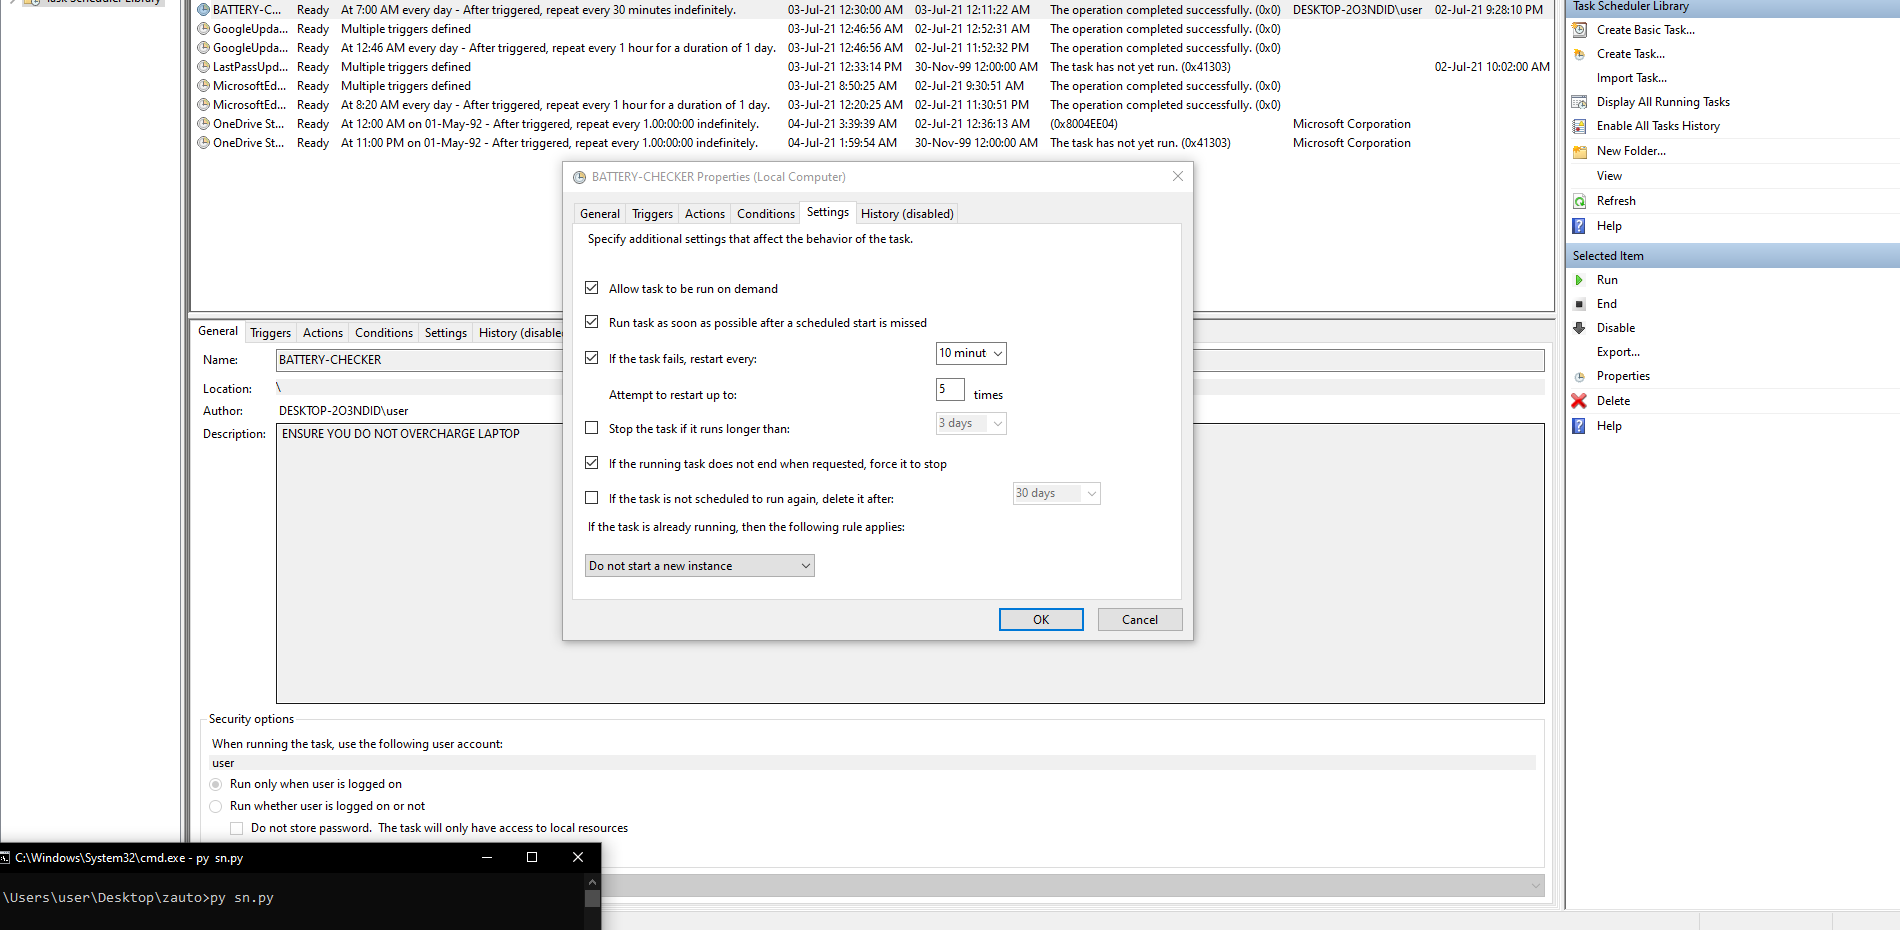 Task Scheduler Library
BATTERY-C... Ready At 7:00 AM every day - After triggered, repeat every 30 minutes indefinitely. 03-Jul-21 12:30:00 AM 03-Jul-21 12:11:22 AM The operation completed successfully. (0x0) DESKTOP-2O3NDID\user 02-Jul-21 9:28:10 PM
GoogleUpda... Ready Multiple triggers defined 03-Jul-21 12:46:56 AM 02-Jul-21 12:52:31 AM The operation completed successfully. (0x0)
GoogleUpda... Ready At 12:46 AM every day - After triggered, repeat every 1 hour for a duration of 1 day. 03-Jul-21 12:46:56 AM 02-Jul-21 11:52:32 PM The operation completed successfully. (0x0)
LastPassUpd... Ready Multiple triggers defined 03-Jul-21 12:33:14 PM 30-Nov-99 12:00:00 AM The task has not yet run. (0x41303) 02-Jul-21 10:02:00 AM
MicrosoftEd... Ready Multiple triggers defined 03-Jul-21 8:50:25 AM 02-Jul-21 9:30:51 AM The operation completed successfully. (0x0)
MicrosoftEd... Ready At 8:20 AM every day - After triggered, repeat every 1 hour for a duration of 1 day. 03-Jul-21 12:20:25 AM 02-Jul-21 11:30:51 PM The operation completed successfully. (0x0)
OneDrive St... Ready At 12:00 AM on 01-May-92 - After triggered, repeat every 1.00:00:00 indefinitely. 04-Jul-21 3:39:39 AM 02-Jul-21 12:36:13 AM (0x8004EE04) Microsoft Corporation
OneDrive St... Ready At 11:00 PM on 01-May-92 - After triggered, repeat every 1.00:00:00 indefinitely. 04-Jul-21 1:59:54 AM 30-Nov-99 12:00:00 AM The task has not yet run. (0x41303) Microsoft Corporation
BATTERY-CHECKER Properties (Local Computer)
General Triggers Actions Conditions Settings History (disabled)
Specify additional settings that affect the behavior of the task.
Allow task to be run on demand
Run task as soon as possible after a scheduled start is missed
If the task fails, restart every: 10 minut
Attempt to restart up to: 5 times
Stop the task if it runs longer than: 3 days
If the running task does not end when requested, force it to stop
If the task is not scheduled to run again, delete it after: 30 days
If the task is already running, then the following rule applies:
Do not start a new instance
OK Cancel
General Triggers Actions Conditions Settings History (disable
Name: BATTERY-CHECKER
Location: \
Author: DESKTOP-2O3NDID\user
Description: ENSURE YOU DO NOT OVERCHARGE LAPTOP
Security options
When running the task, use the following user account:
user
Run only when user is logged on
Run whether user is logged on or not
Do not store password. The task will only have access to local resources
C:\Windows\System32\cmd.exe - py sn.py
\Users\user\Desktop\zauto>py sn.py
Task Scheduler Library
Create Basic Task...
Create Task...
Import Task...
Display All Running Tasks
Enable All Tasks History
New Folder...
View
Refresh
Help
Selected Item
Run
End
Disable
Export...
Properties
Delete
Help